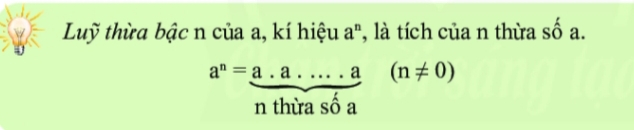 Luỹ thừa bậc n của a, kí hiệu aⁿ, là tích của n thừa số a.
aⁿ = a . a . ... . a (n ≠ 0)
n thừa số a